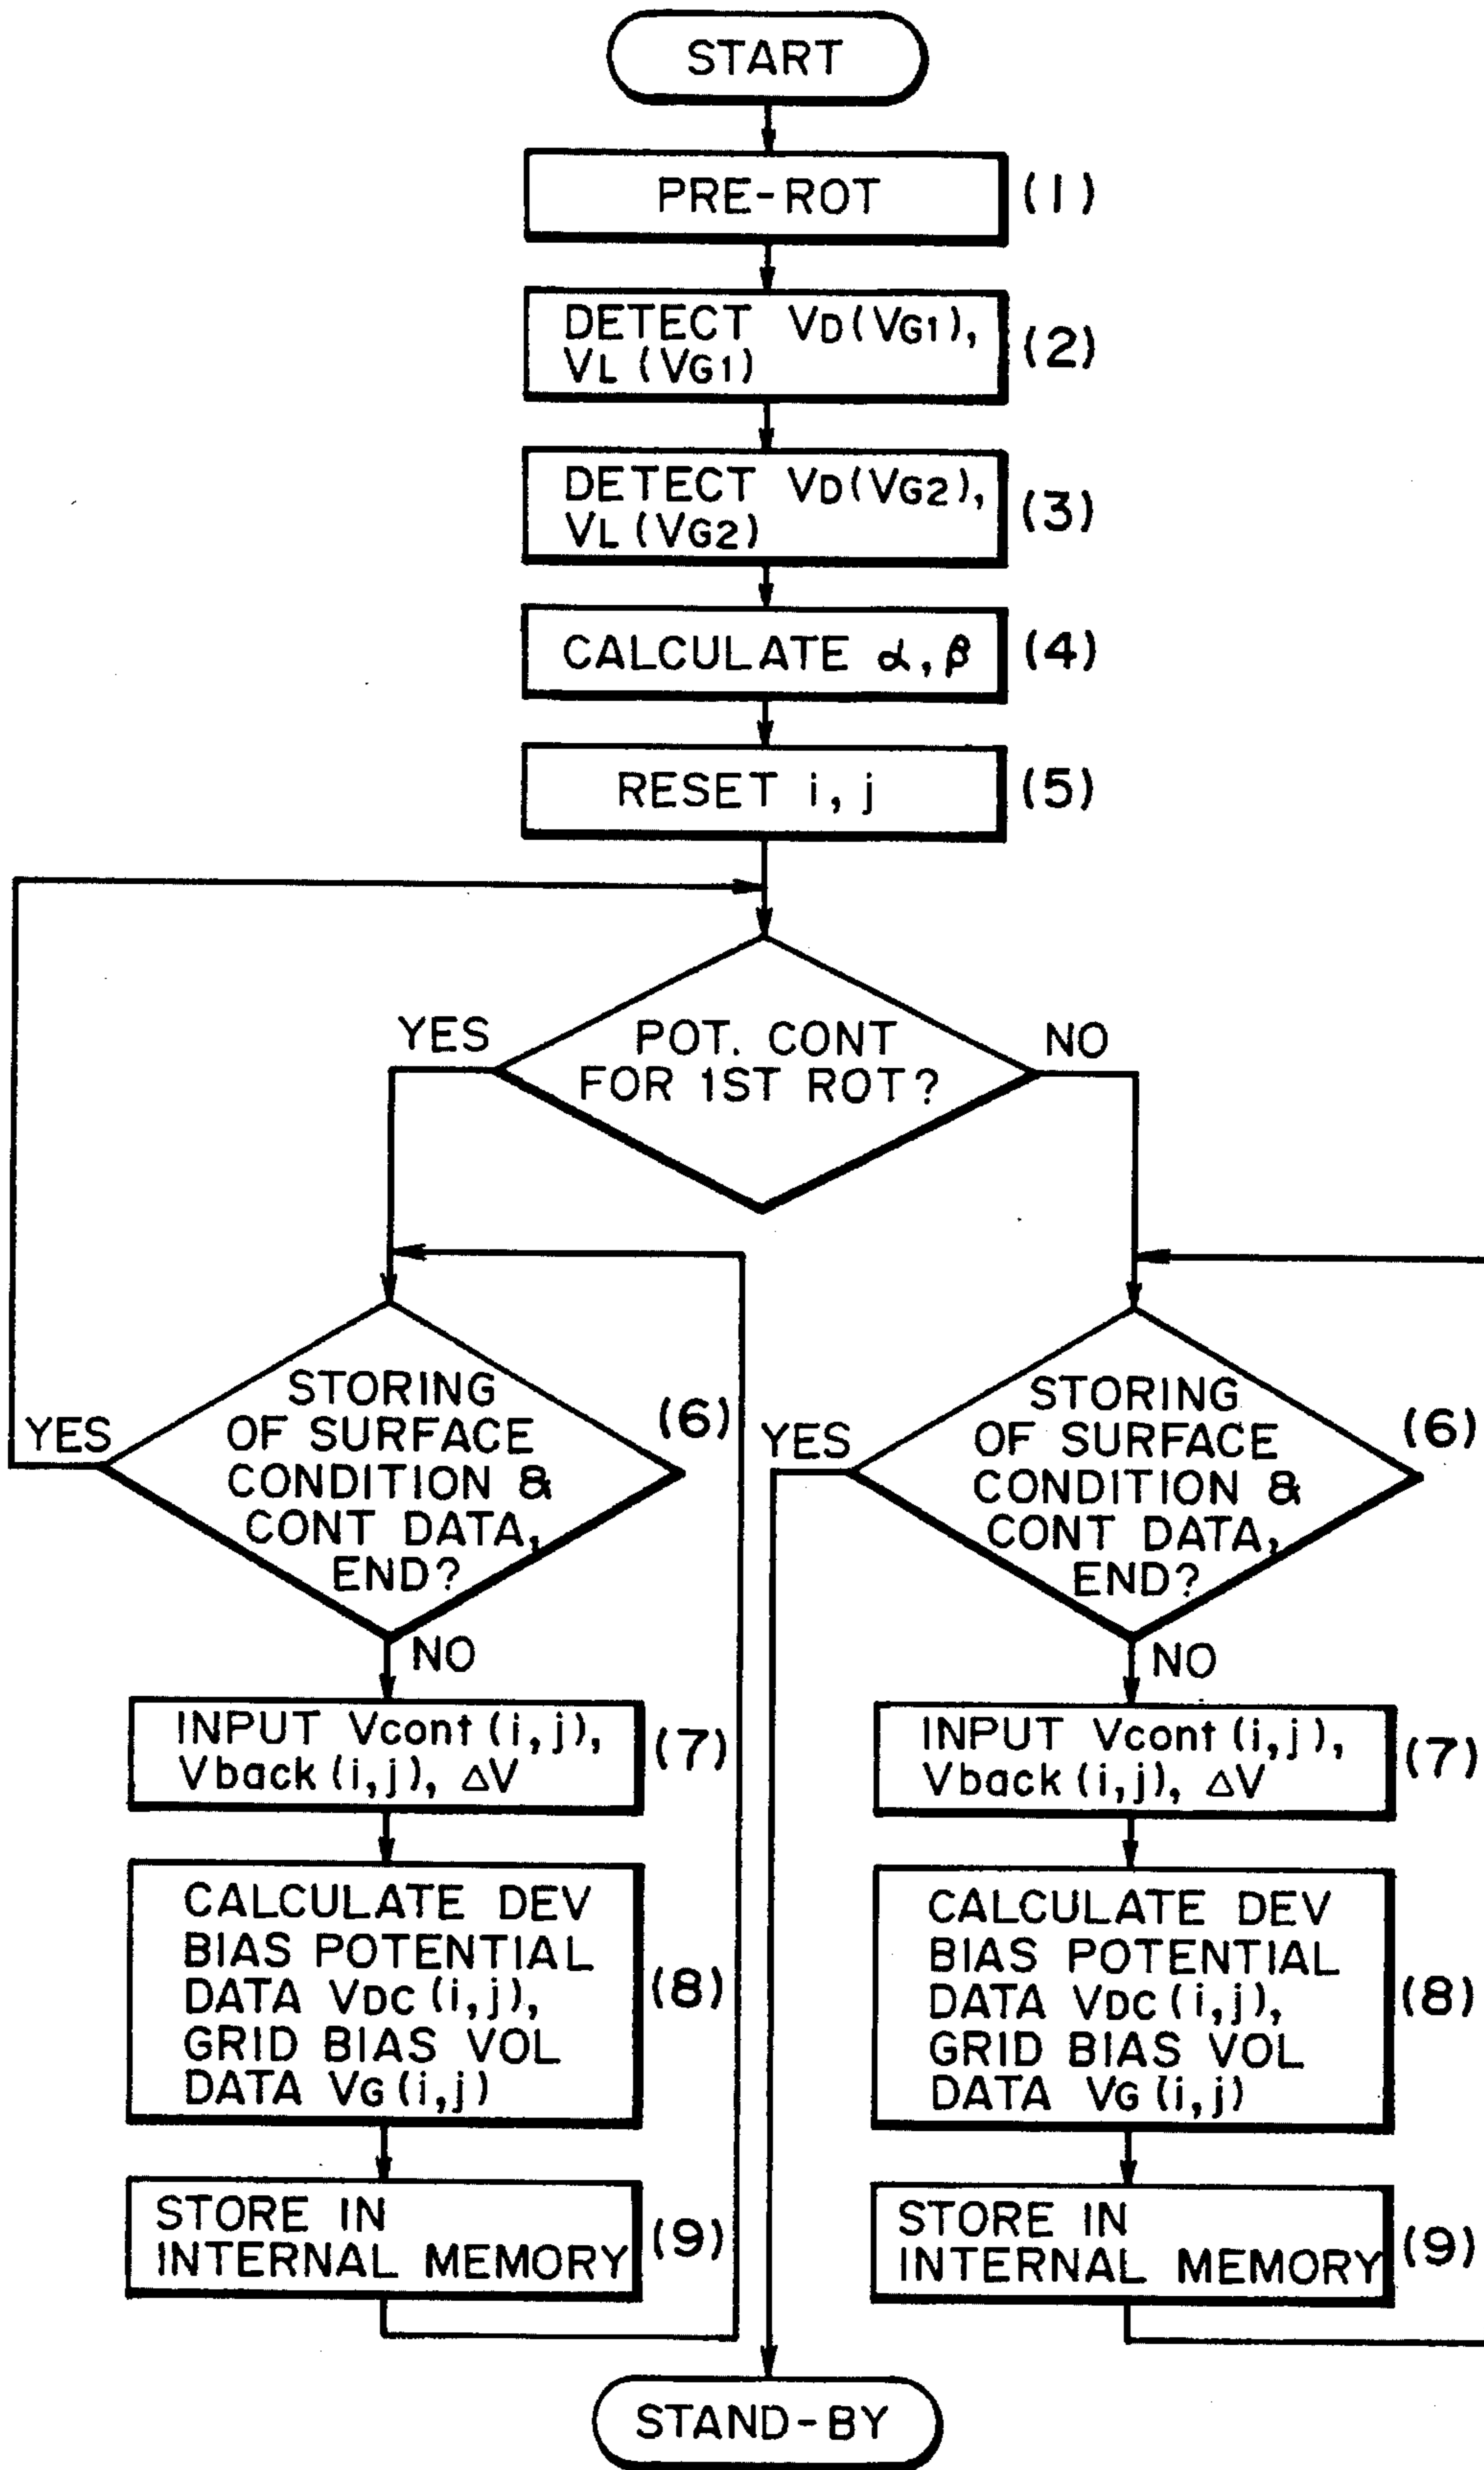 START
PRE-ROT
(1)
DETECT VD(VG1),
VL(VG1)
(2)
DETECT VD(VG2),
VL(VG2)
(3)
CALCULATE α, β
(4)
RESET i, j
(5)
POT. CONT
FOR 1ST ROT?
YES
NO
STORING
OF SURFACE
CONDITION &
CONT DATA,
END?
(6)
YES
NO
INPUT Vcont(i,j),
Vback(i,j), ΔV
(7)
CALCULATE DEV
BIAS POTENTIAL
DATA VDC(i,j),
GRID BIAS VOL
DATA VG(i,j)
(8)
STORE IN
INTERNAL MEMORY
(9)
STORING
OF SURFACE
CONDITION &
CONT DATA,
END?
(6)
YES
NO
INPUT Vcont(i,j),
Vback(i,j), ΔV
(7)
CALCULATE DEV
BIAS POTENTIAL
DATA VDC(i,j),
GRID BIAS VOL
DATA VG(i,j)
(8)
STORE IN
INTERNAL MEMORY
(9)
STAND-BY